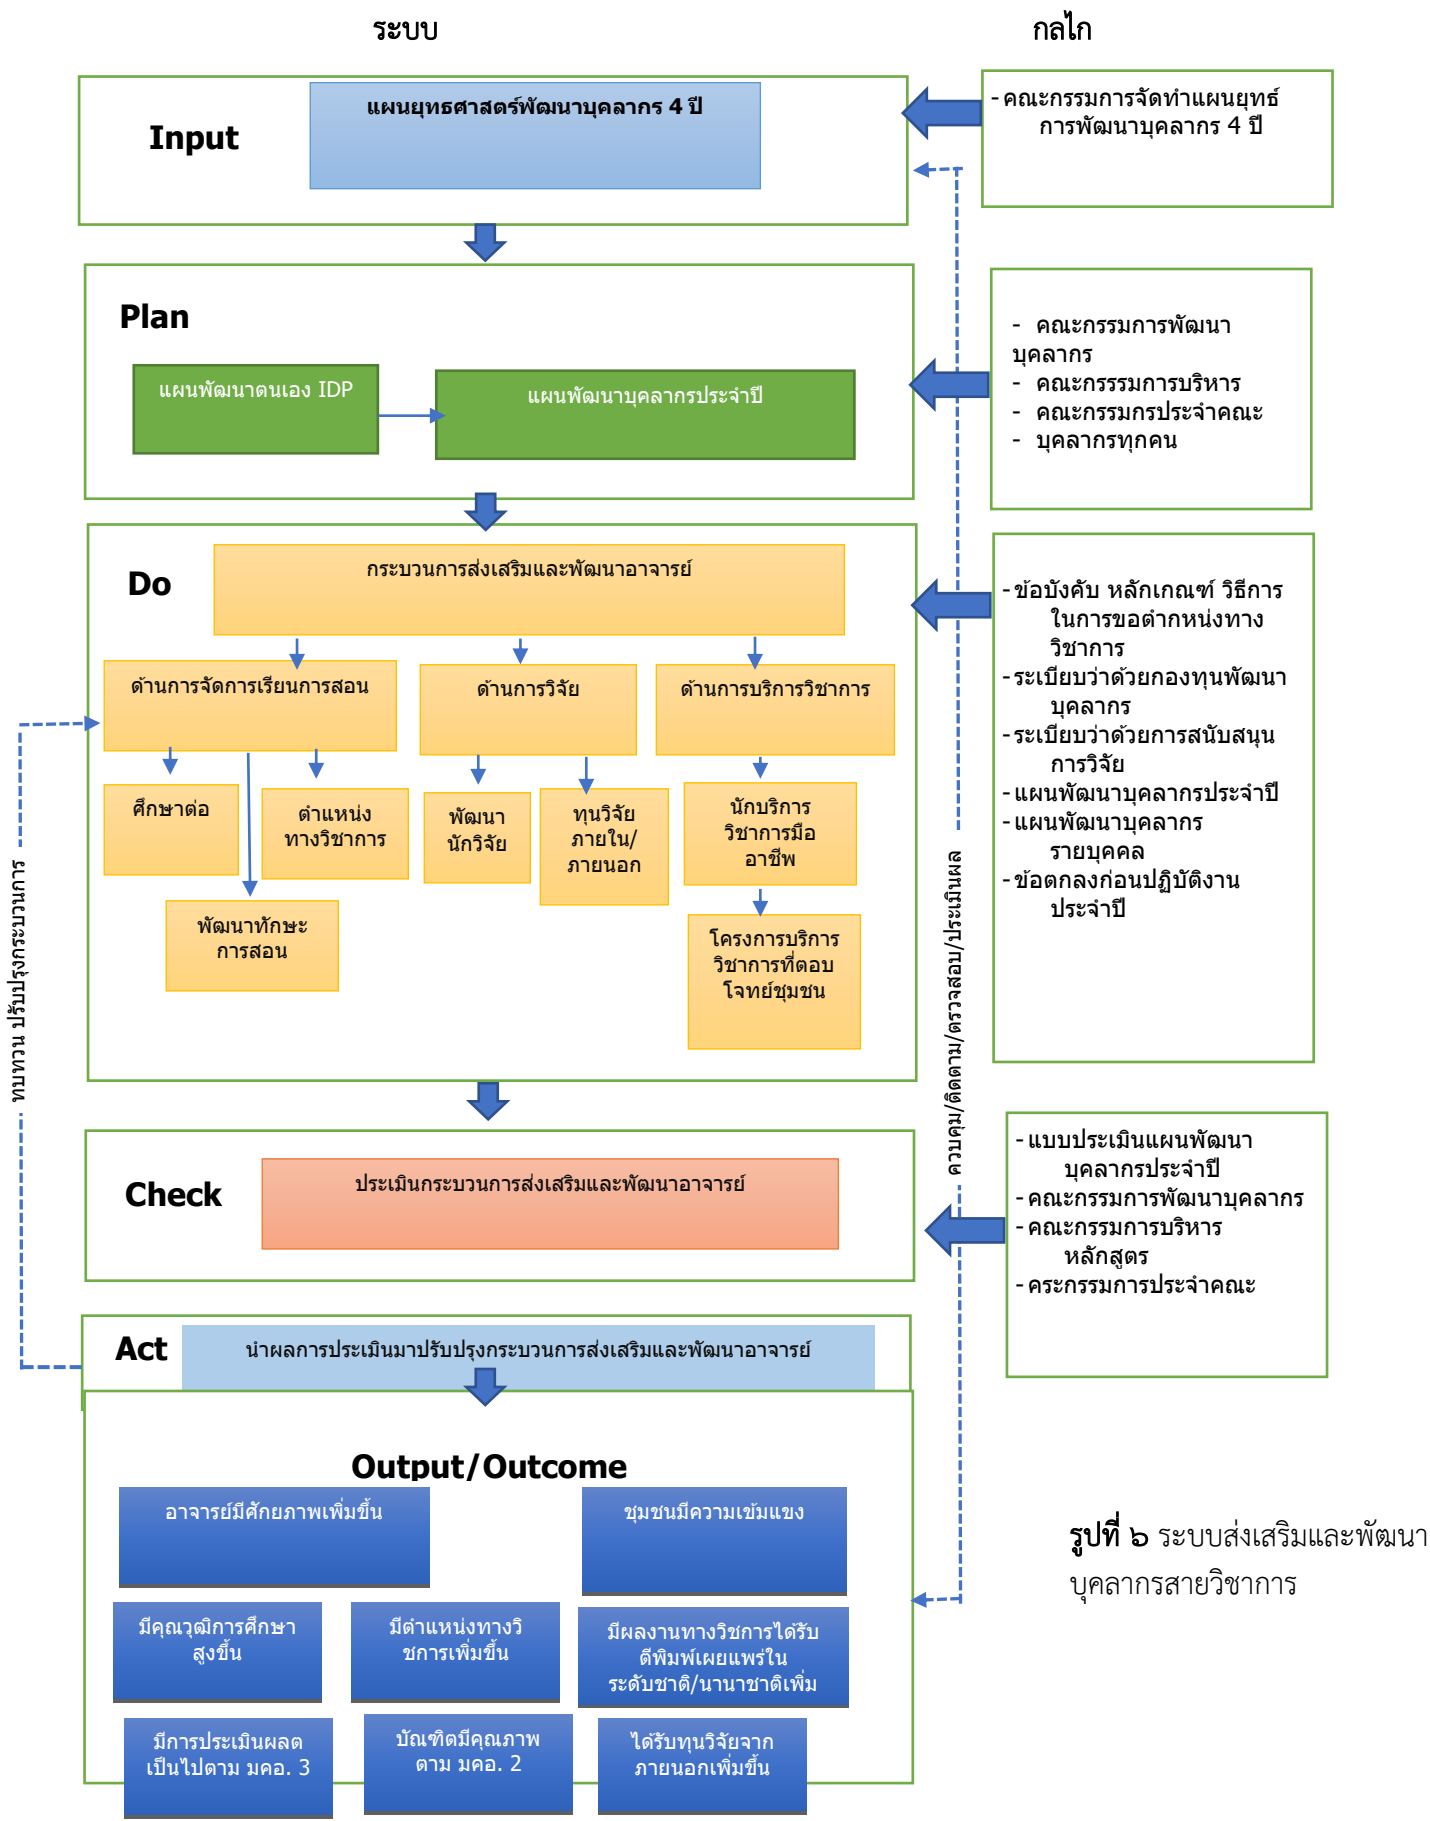 ระบบ
กลไก
Input
แผนยุทธศาสตร์พัฒนาบุคลากร 4 ปี
-คณะกรรมการจัดทำแผนยุทธ์
การพัฒนาบุคลากร 4 ปี
Plan
แผนพัฒนาตนเอง IDP
แผนพัฒนาบุคลากรประจำปี
- คณะกรรมการพัฒนา
บุคลากร
- คณะกรรรมการบริหาร
- คณะกรรมกรประจำคณะ
- บุคลากรทุกคน
Do
กระบวนการส่งเสริมและพัฒนาอาจารย์
ด้านการจัดการเรียนการสอน
ด้านการวิจัย
ด้านการบริการวิชาการ
ศึกษาต่อ
ตำแหน่ง
ทางวิชาการ
พัฒนาทักษะ
การสอน
พัฒนา
นักวิจัย
ทุนวิจัย
ภายใน/
ภายนอก
นักบริการ
วิชาการมือ
อาชีพ
โครงการบริการ
วิชาการที่ตอบ
โจทย์ชุมชน
-ข้อบังคับ หลักเกณฑ์ วิธีการ
ในการขอตำกหน่งทาง
วิชาการ
-ระเบียบว่าด้วยกองทุนพัฒนา
บุคลากร
-ระเบียบว่าด้วยการสนับสนุน
การวิจัย
-แผนพัฒนาบุคลากรประจำปี
-แผนพัฒนาบุคลากร
รายบุคคล
-ข้อตกลงก่อนปฏิบัติงาน
ประจำปี
ทบทวน ปรับปรุงกระบวนการ
ควบคุม/ติดตาม/ตรวจสอบ/ประเมินผล
Check
ประเมินกระบวนการส่งเสริมและพัฒนาอาจารย์
-แบบประเมินแผนพัฒนา
บุคลากรประจำปี
-คณะกรรมการพัฒนาบุคลากร
-คณะกรรมการบริหาร
หลักสูตร
-คระกรรมการประจำคณะ
Act
นำผลการประเมินมาปรับปรุงกระบวนการส่งเสริมและพัฒนาอาจารย์
Output/Outcome
อาจารย์มีศักยภาพเพิ่มขึ้น
ชุมชนมีความเข้มแขง
มีคุณวุฒิการศึกษา
สูงขึ้น
มีตำแหน่งทางวิ
ชการเพิ่มขึ้น
มีผลงานทางวิชการได้รับ
ตีพิมพ์เผยแพร่ใน
ระดับชาติ/นานาชาติเพิ่ม
มีการประเมินผลต
เป็นไปตาม มคอ. 3
บัณฑิตมีคุณภาพ
ตาม มคอ. 2
ได้รับทุนวิจัยจาก
ภายนอกเพิ่มขึ้น
รูปที่ ๖ ระบบส่งเสริมและพัฒนา
บุคลากรสายวิชาการ